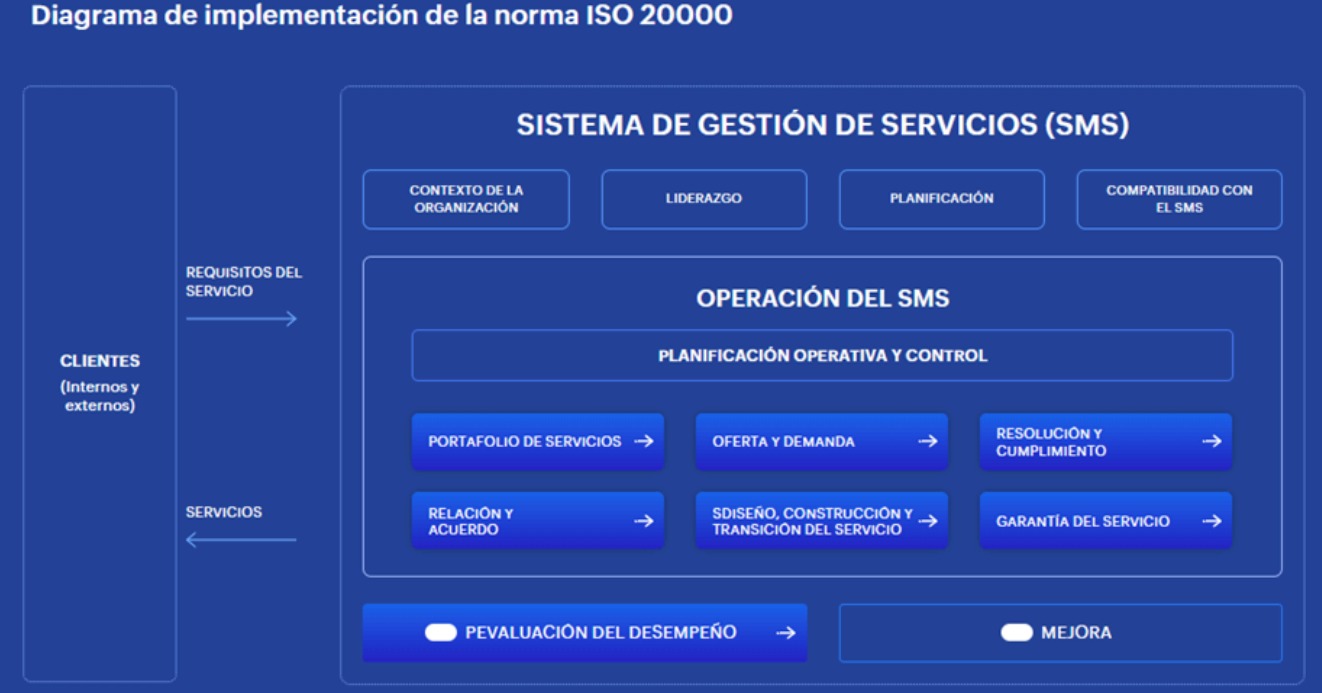 Diagrama de implementación de la norma ISO 20000
SISTEMA DE GESTIÓN DE SERVICIOS (SMS)
CONTEXTO DE LA
ORGANIZACIÓN
LIDERAZGO
PLANIFICACIÓN
COMPATIBILIDAD CON
EL SMS
REQUISITOS DEL
SERVICIO
CLIENTES
(Internos y
externos)
SERVICIOS
OPERACIÓN DEL SMS
PLANIFICACIÓN OPERATIVA Y CONTROL
PORTAFOLIO DE SERVICIOS
OFERTA Y DEMANDA
RESOLUCIÓN Y
CUMPLIMIENTO
RELACIÓN Y
ACUERDO
SDISEÑO, CONSTRUCCIÓN Y
TRANSICIÓN DEL SERVICIO
GARANTÍA DEL SERVICIO
PEVALUACIÓN DEL DESEMPEÑO
MEJORA